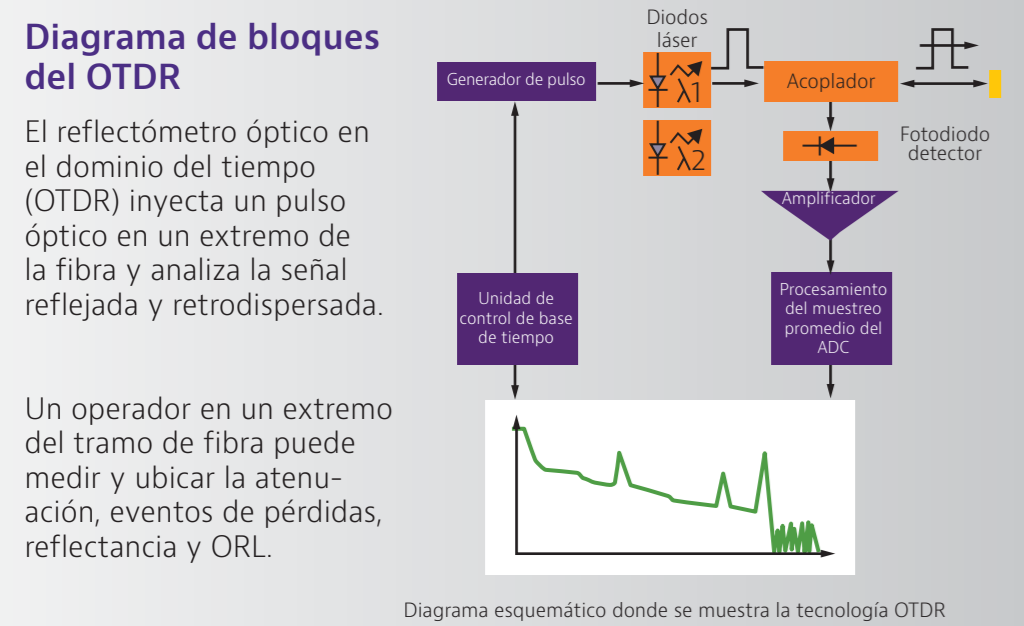 Diagrama de bloques
del OTDR
El reflectómetro óptico en
el dominio del tiempo
(OTDR) inyecta un pulso
óptico en un extremo de
la fibra y analiza la señal
reflejada y retrodispersada.
Un operador en un extremo
del tramo de fibra puede
medir y ubicar la atenu-
ación, eventos de pérdidas,
reflectancia y ORL.
Diodos
láser
Generador de pulso
λ1
λ2
Acoplador
Fotodiodo
detector
Amplificador
Unidad de
control de base
de tiempo
Procesamiento
del muestreo
promedio del
ADC
Diagrama esquemático donde se muestra la tecnología OTDR